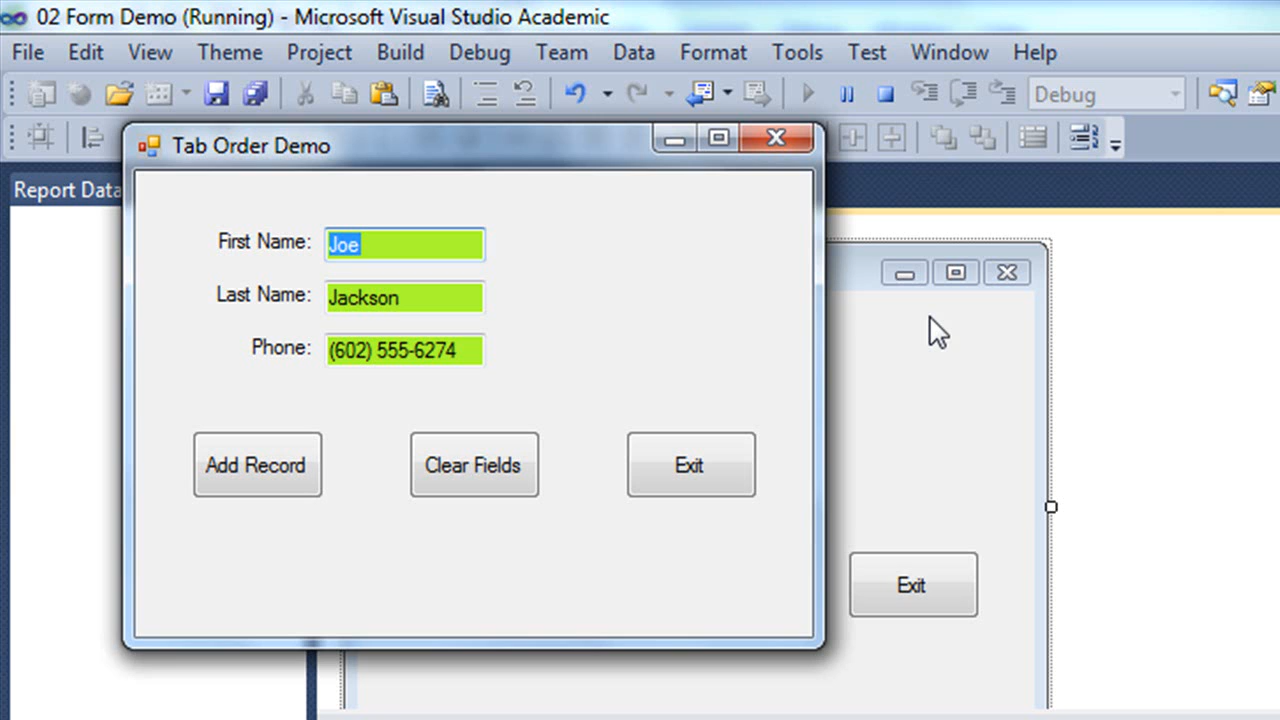 02 Form Demo (Running) - Microsoft Visual Studio Academic
File Edit View Theme Project Build Debug Team Data Format Tools Test Window Help
Debug
Tab Order Demo
Report Data
First Name: Joe
Last Name: Jackson
Phone: (602) 555-6274
Add Record Clear Fields Exit
Exit